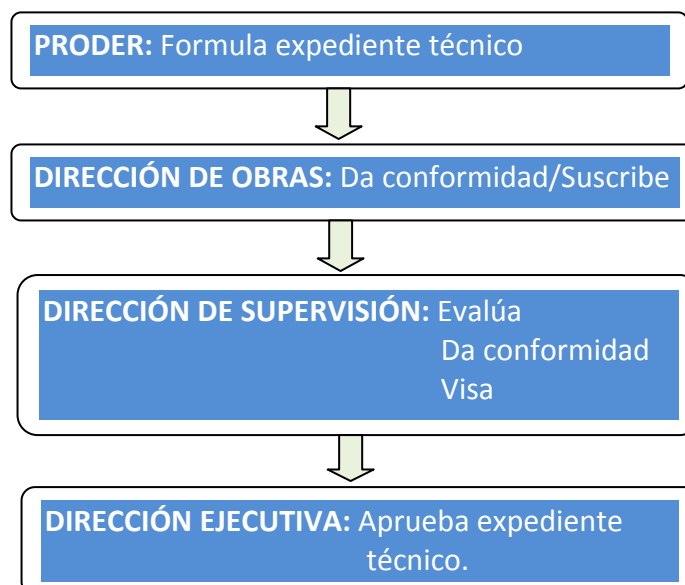 PRODER: Formula expediente técnico
DIRECCIÓN DE OBRAS: Da conformidad/Suscribe
DIRECCIÓN DE SUPERVISIÓN: Evalúa
Da conformidad
Visa
DIRECCIÓN EJECUTIVA: Aprueba expediente
técnico.